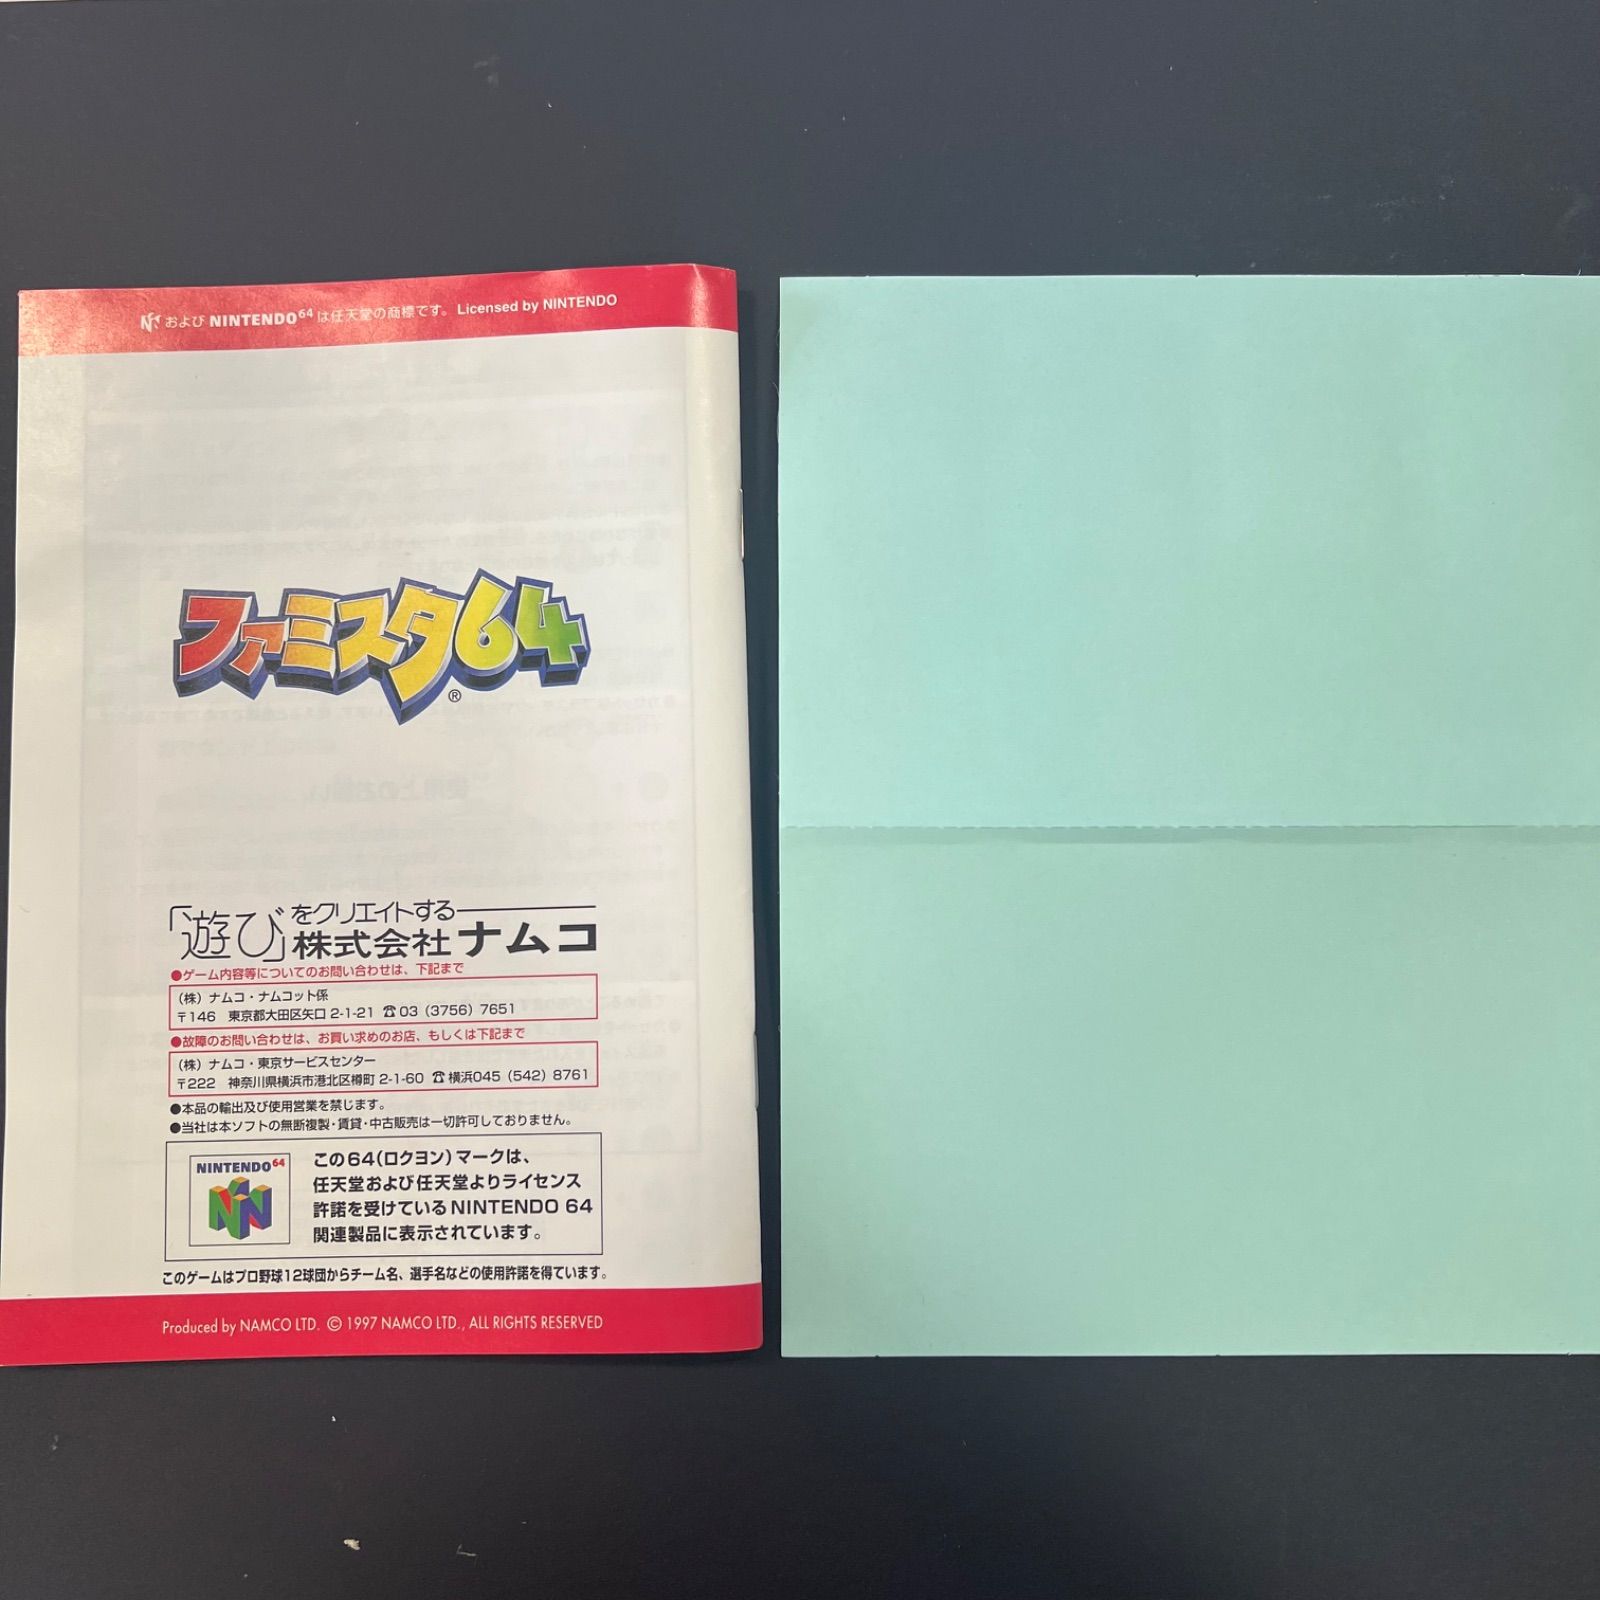 および NINTENDO64 は任天堂の商標です。 Licensed by NINTENDO
ファミスタ64
®
「遊び」をクリエイトする
株式会社ナムコ
●ゲーム内容等についてのお問い合わせは、下記まで
(株) ナムコ・ナムコット係
〒146 東京都大田区矢口 2-1-21 ☎03 (3756) 7651
●故障のお問い合わせは、お買い求めのお店、もしくは下記まで
(株) ナムコ・東京サービスセンター
〒222 神奈川県横浜市港北区樽町 2-1-60 ☎横浜045 (542) 8761
●本品の輸出及び使用営業を禁じます。
●当社は本ソフトの無断複製・賃貸・中古販売は一切許可しておりません。
NINTENDO64
この64(ロクヨン)マークは、
任天堂および任天堂よりライセンス
許諾を受けているNINTENDO 64
関連製品に表示されています。
このゲームはプロ野球12球団からチーム名、選手名などの使用許諾を得ています。
Produced by NAMCO LTD. © 1997 NAMCO LTD., ALL RIGHTS RESERVED